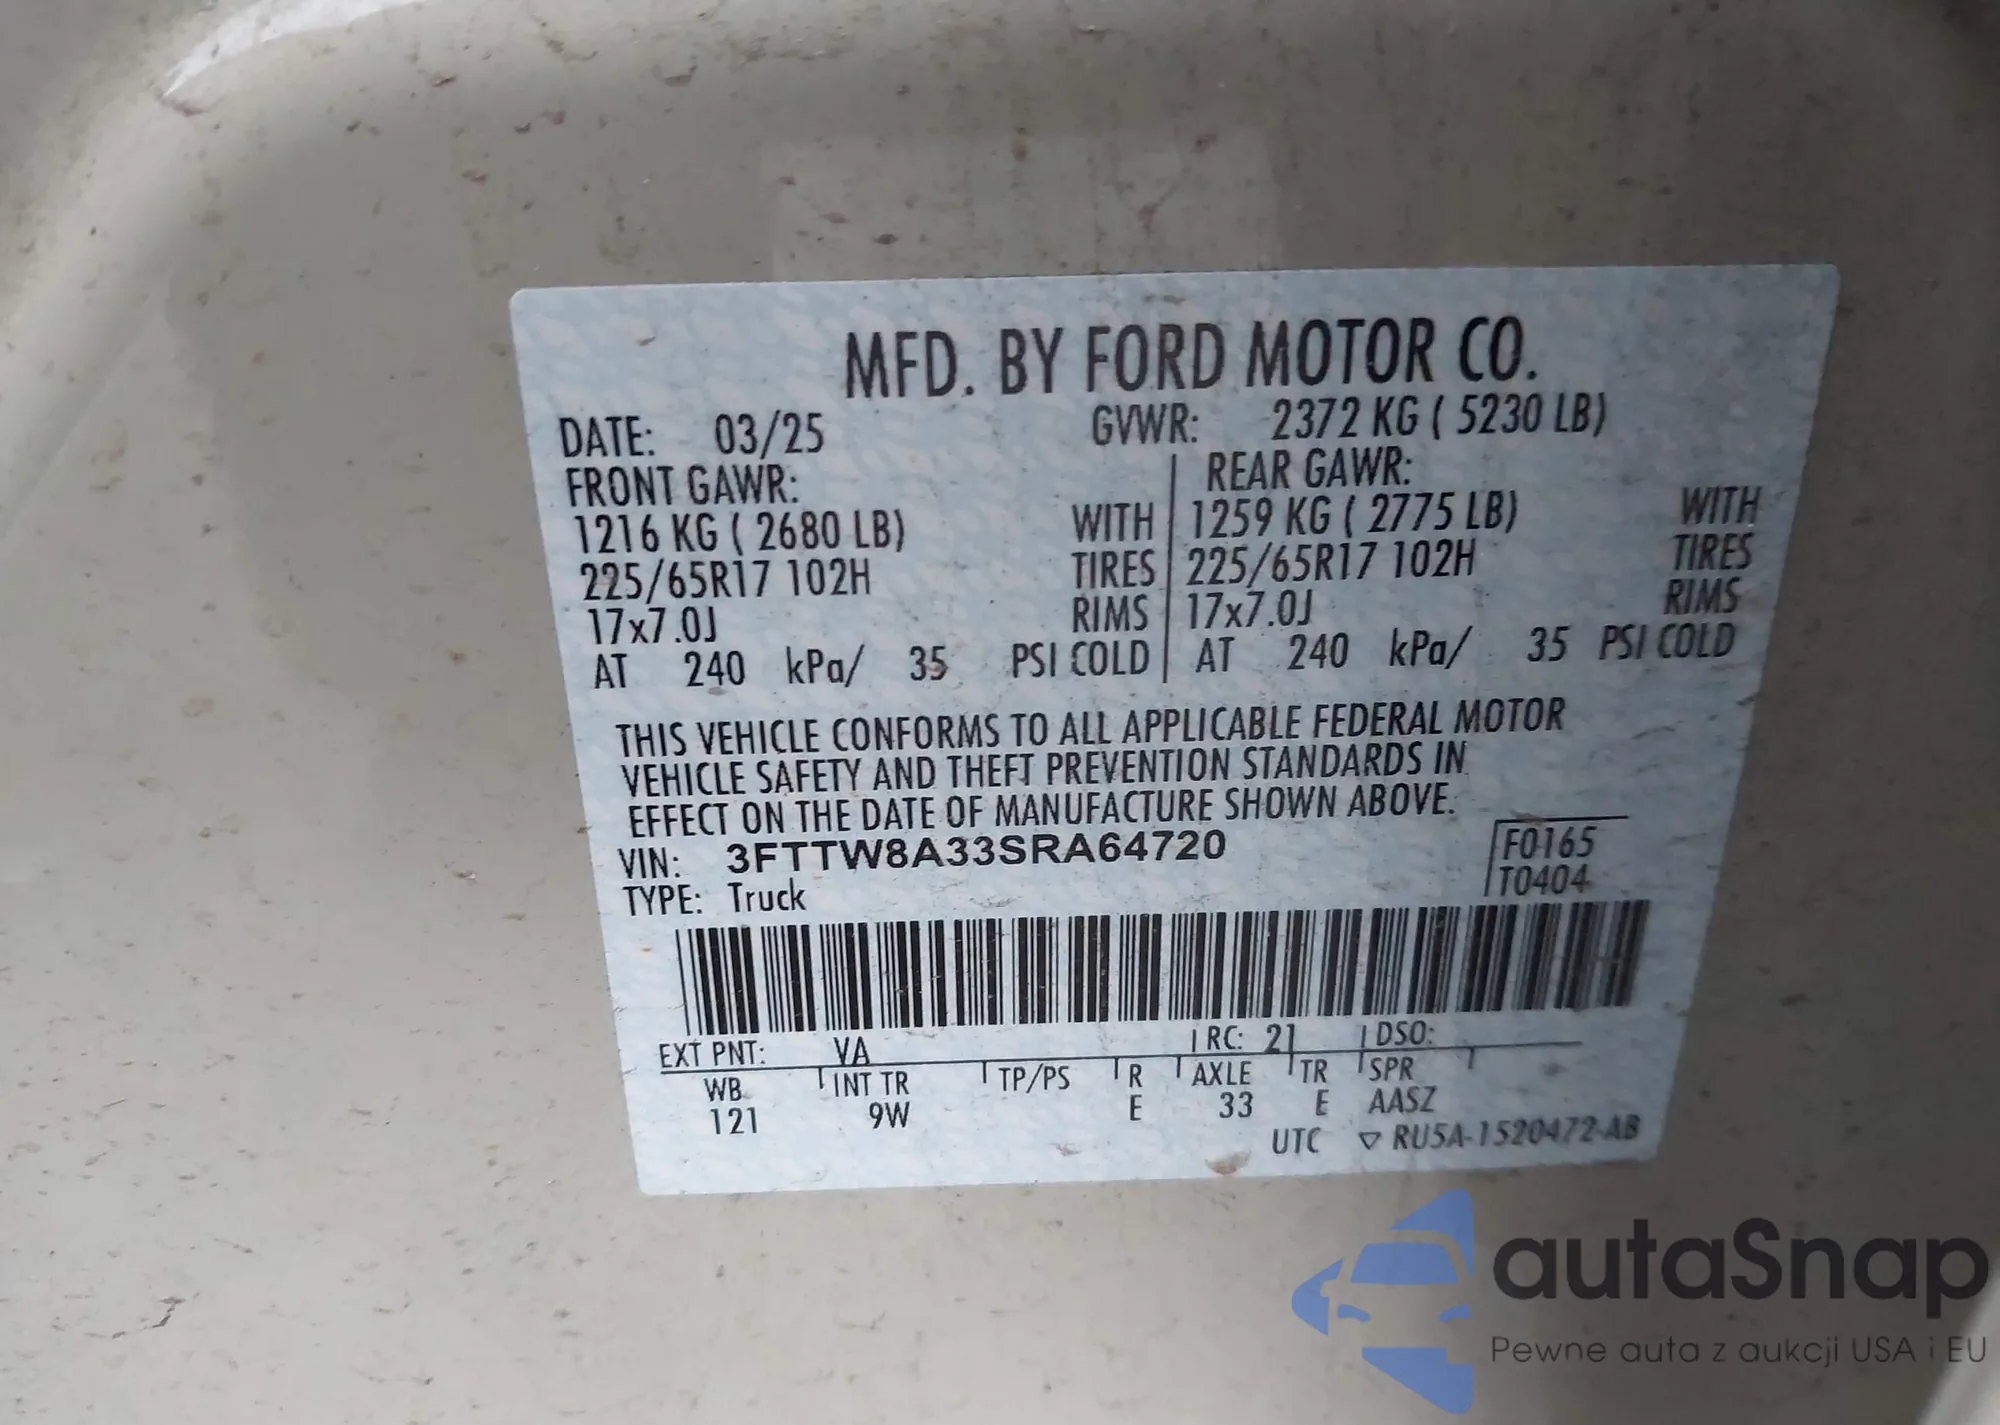 MFD. BY FORD MOTOR CO.
DATE: 03/25 GVWR: 2372 KG ( 5230 LB)
FRONT GAWR: REAR GAWR:
1216 KG ( 2680 LB) WITH 1259 KG ( 2775 LB) WITH
225/65R17 102H TIRES 225/65R17 102H TIRES
17x7.0J RIMS 17x7.0J RIMS
AT 240 kPa/ 35 PSI COLD AT 240 kPa/ 35 PSI COLD
THIS VEHICLE CONFORMS TO ALL APPLICABLE FEDERAL MOTOR
VEHICLE SAFETY AND THEFT PREVENTION STANDARDS IN
EFFECT ON THE DATE OF MANUFACTURE SHOWN ABOVE.
VIN: 3FTTW8A33SRA64720 F0165
TYPE: Truck T0404
EXT PNT: VA RC: 21 DSO:
WB INT TR TP/PS R AXLE TR SPR
121 9W E 33 E AASZ
UTC ▽ RU5A-1520472-AB
autaSnap
Pewne auta z aukcji USA i EU